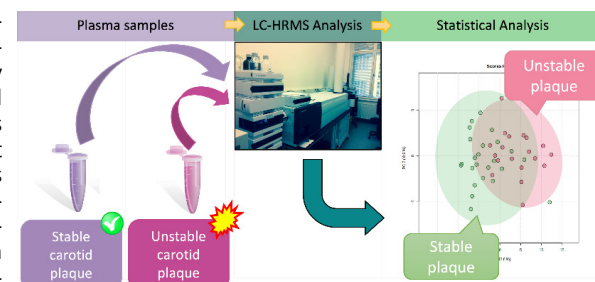 Plasma samples
LC-HRMS Analysis
Statistical Analysis
Unstable
plaque
Stable
carotid
plaque
Unstable
carotid
plaque
Stable
plaque